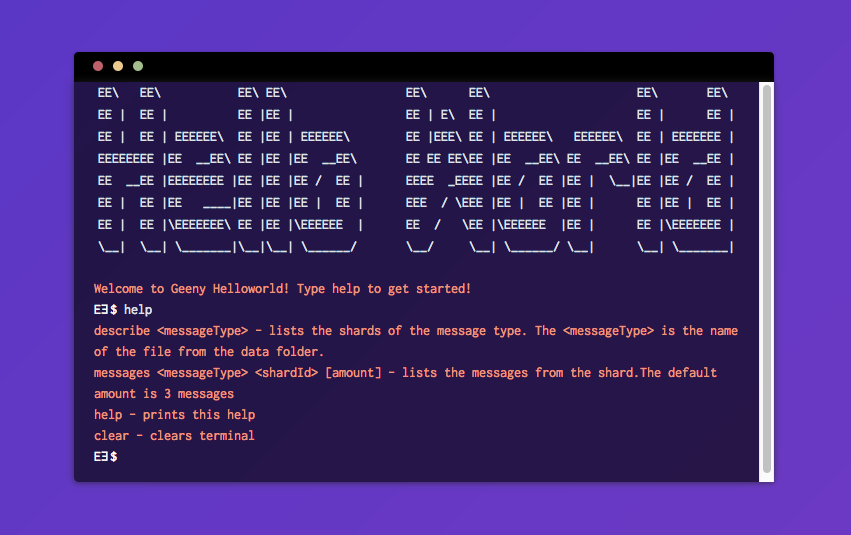 EE\   EE\           EE\ EE\                 EE\      EE\                     EE\       EE\
EE |  EE |          EE |EE |                EE | E\  EE |                    EE |      EE |
EE |  EE | EEEEEE\  EE |EE | EEEEEE\        EE |EEE\ EE | EEEEEE\   EEEEEE\  EE | EEEEEEE |
EEEEEEEE |EE  __EE\ EE |EE |EE  __EE\       EE EE EE\EE |EE  __EE\ EE  __EE\ EE |EE  __EE |
EE  __EE |EEEEEEEE |EE |EE |EE /  EE |      EEEE  _EEEE |EE /  EE |EE |  \__|EE |EE /  EE |
EE |  EE |EE   ____|EE |EE |EE |  EE |      EEE  / \EEE |EE |  EE |EE |      EE |EE |  EE |
EE |  EE |\EEEEEEE\ EE |EE |\EEEEEE  |      EE  /   \EE |\EEEEEE  |EE |      EE |\EEEEEEE |
\__|  \__| \_______|\__|\__| \______/       \__/     \__| \______/ \__|      \__| \_______|
Welcome to Geeny Helloworld! Type help to get started!
EƎ$ help
describe <messageType> - lists the shards of the message type. The <messageType> is the name
of the file from the data folder.
messages <messageType> <shardId> [amount] - lists the messages from the shard.The default
amount is 3 messages
help - prints this help
clear - clears terminal
EƎ$